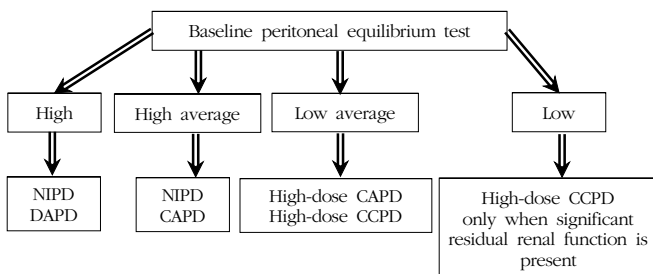 Baseline peritoneal equilibrium test
High
High average
Low average
Low
NIPD
DAPD
NIPD
CAPD
High-dose CAPD
High-dose CCPD
High-dose CCPD
only when significant
residual renal function is
present